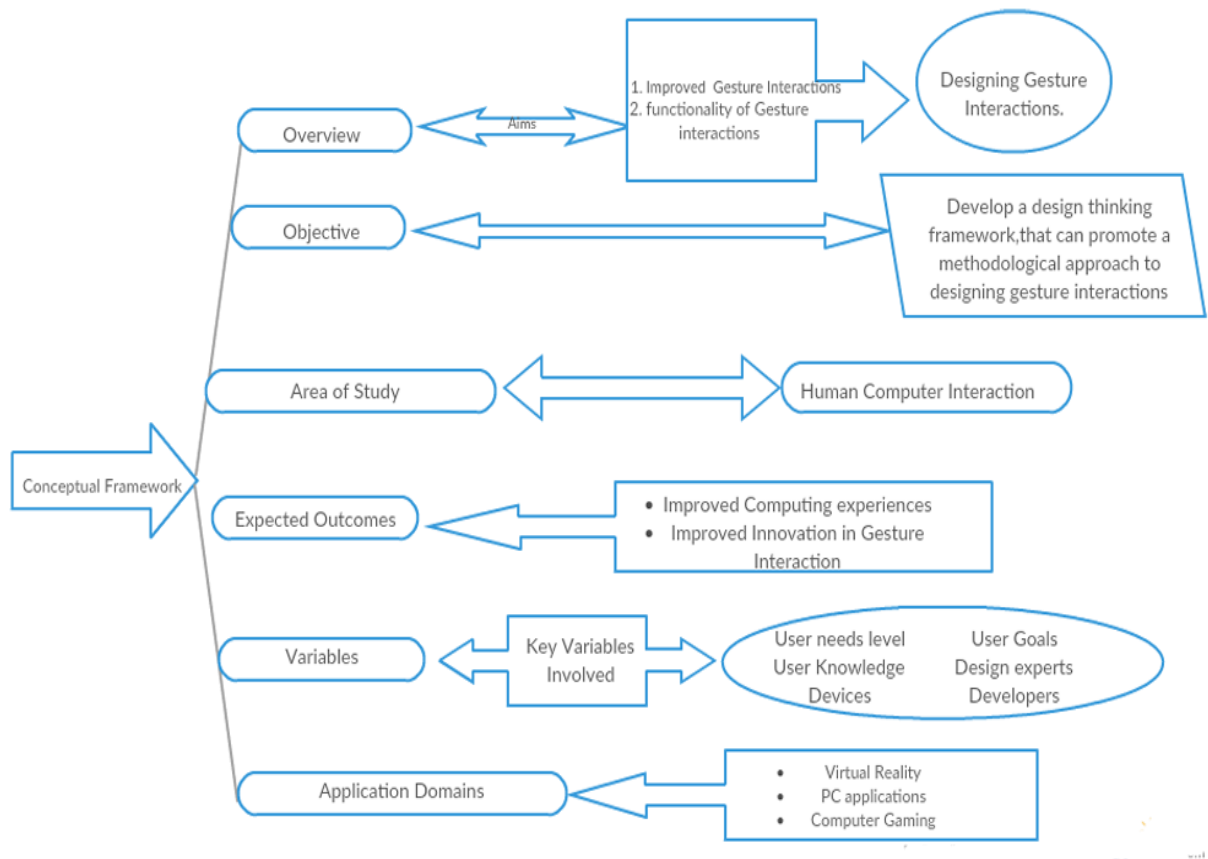 Conceptual Framework
Overview
Aims
1. Improved Gesture Interactions
2. functionality of Gesture
interactions
Designing Gesture
Interactions.
Objective
Develop a design thinking
framework,that can promote a
methodological approach to
designing gesture interactions
Area of Study
Human Computer Interaction
Expected Outcomes
• Improved Computing experiences
• Improved Innovation in Gesture
Interaction
Variables
Key Variables
Involved
User needs level
User Knowledge
Devices
User Goals
Design experts
Developers
Application Domains
• Virtual Reality
• PC applications
• Computer Gaming